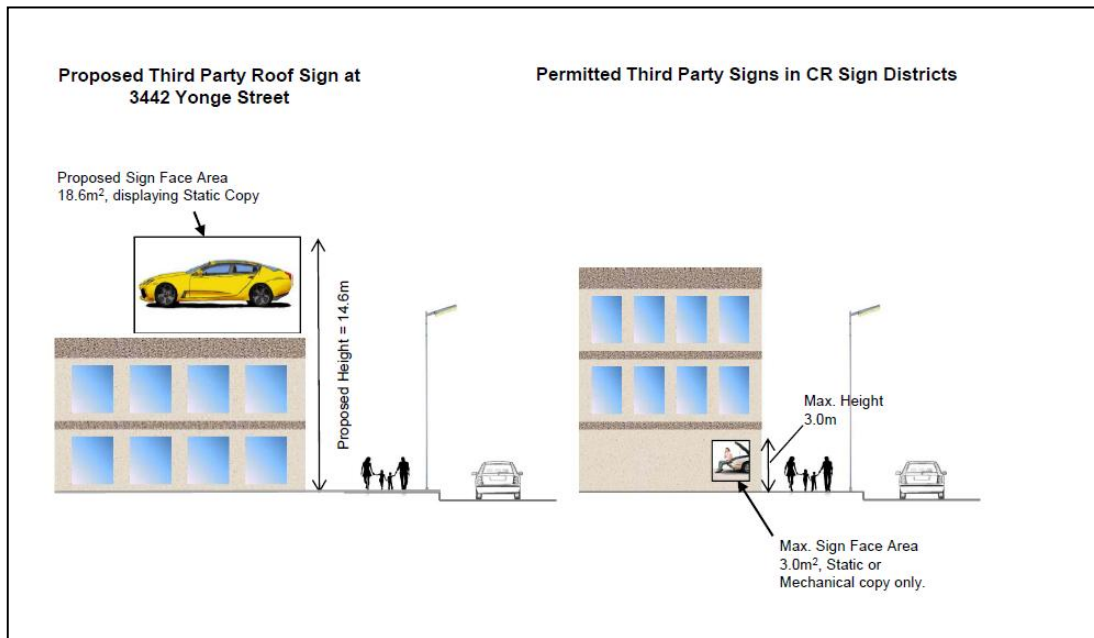 Proposed Third Party Roof Sign at
3442 Yonge Street
Permitted Third Party Signs in CR Sign Districts
Proposed Sign Face Area
18.6m², displaying Static Copy
Proposed Height = 14.6m
Max. Height
3.0m
Max. Sign Face Area
3.0m², Static or
Mechanical copy only.